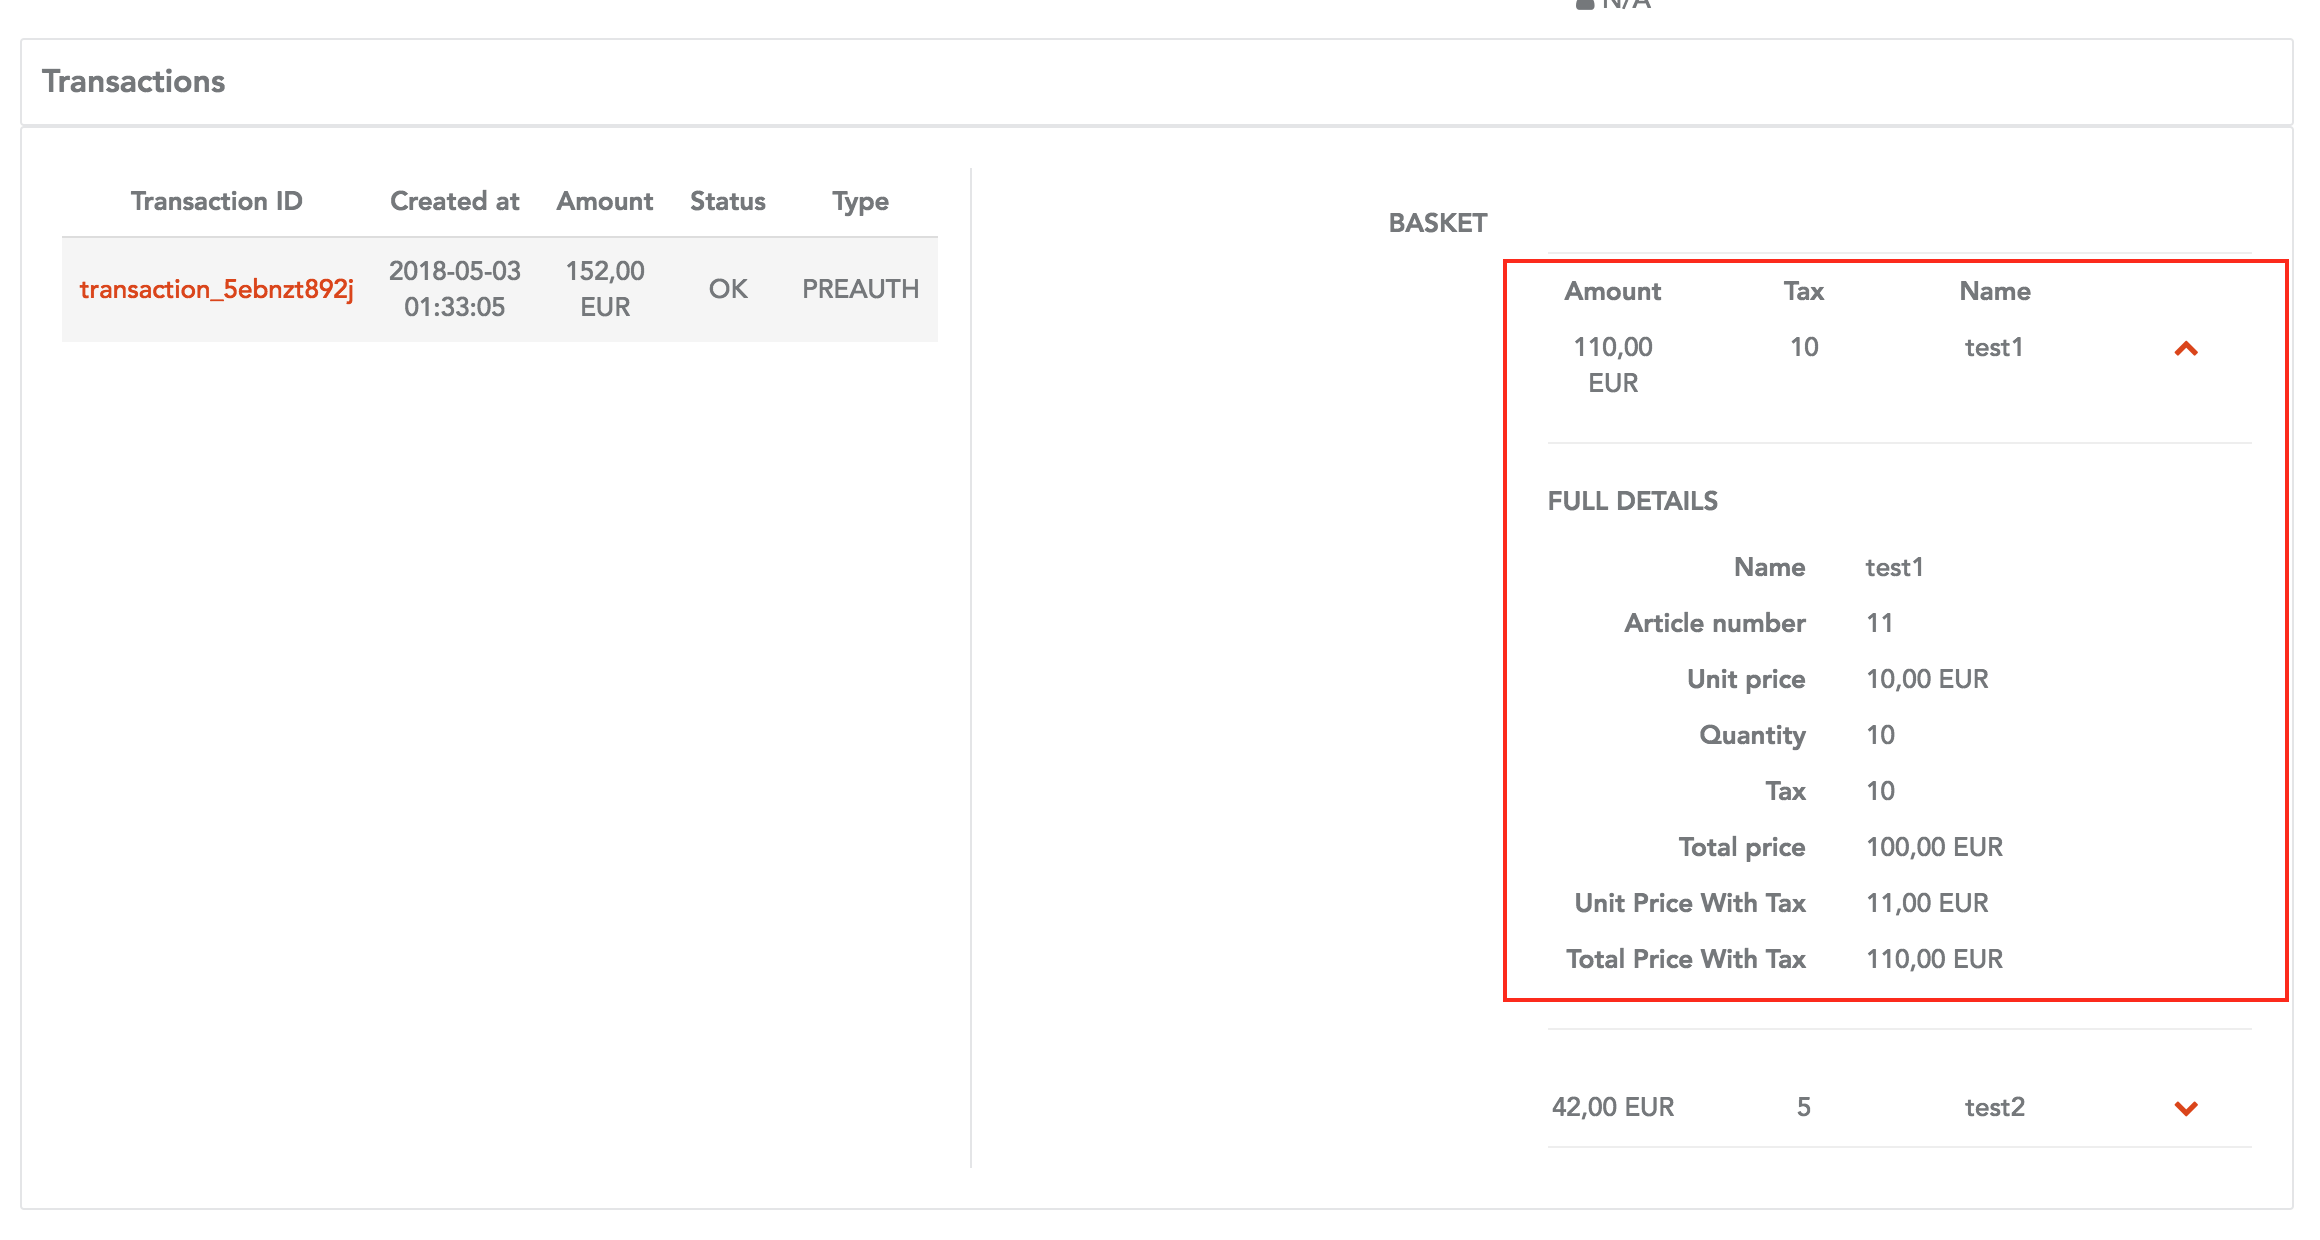 N/A
Transactions
Transaction ID Created at Amount Status Type
transaction_5ebnzt892j 2018-05-03 01:33:05 152,00 EUR OK PREAUTH
BASKET
Amount Tax Name
110,00 EUR 10 test1
FULL DETAILS
Name test1
Article number 11
Unit price 10,00 EUR
Quantity 10
Tax 10
Total price 100,00 EUR
Unit Price With Tax 11,00 EUR
Total Price With Tax 110,00 EUR
42,00 EUR 5 test2